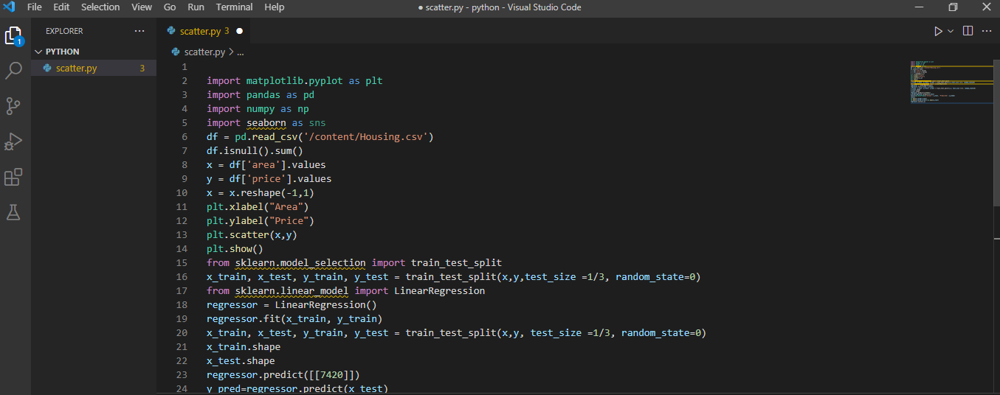 File Edit Selection View Go Run Terminal Help ● scatter.py - python - Visual Studio Code
EXPLORER ...
scatter.py 3 ●
1
PYTHON
scatter.py > ...
scatter.py 3
1
2 import matplotlib.pyplot as plt
3 import pandas as pd
4 import numpy as np
5 import seaborn as sns
6 df = pd.read_csv('/content/Housing.csv')
7 df.isnull().sum()
8 x = df['area'].values
9 y = df['price'].values
10 x = x.reshape(-1,1)
11 plt.xlabel("Area")
12 plt.ylabel("Price")
13 plt.scatter(x,y)
14 plt.show()
15 from sklearn.model_selection import train_test_split
16 x_train, x_test, y_train, y_test = train_test_split(x,y,test_size =1/3, random_state=0)
17 from sklearn.linear_model import LinearRegression
18 regressor = LinearRegression()
19 regressor.fit(x_train, y_train)
20 x_train, x_test, y_train, y_test = train_test_split(x,y, test_size =1/3, random_state=0)
21 x_train.shape
22 x_test.shape
23 regressor.predict([[7420]])
24 y_pred=regressor.predict(x_test)